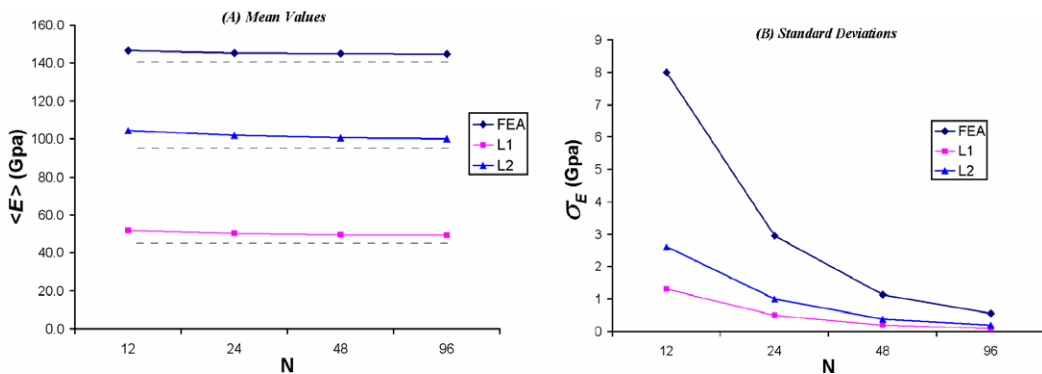 (A) Mean Values
160.0
140.0
120.0
100.0
80.0
60.0
40.0
20.0
0.0
<E> (Gpa)
12 24 48 96
N
FEA
L1
L2
(B) Standard Deviations
9
8
7
6
5
4
3
2
1
0
σE (Gpa)
12 24 48 96
N
FEA
L1
L2